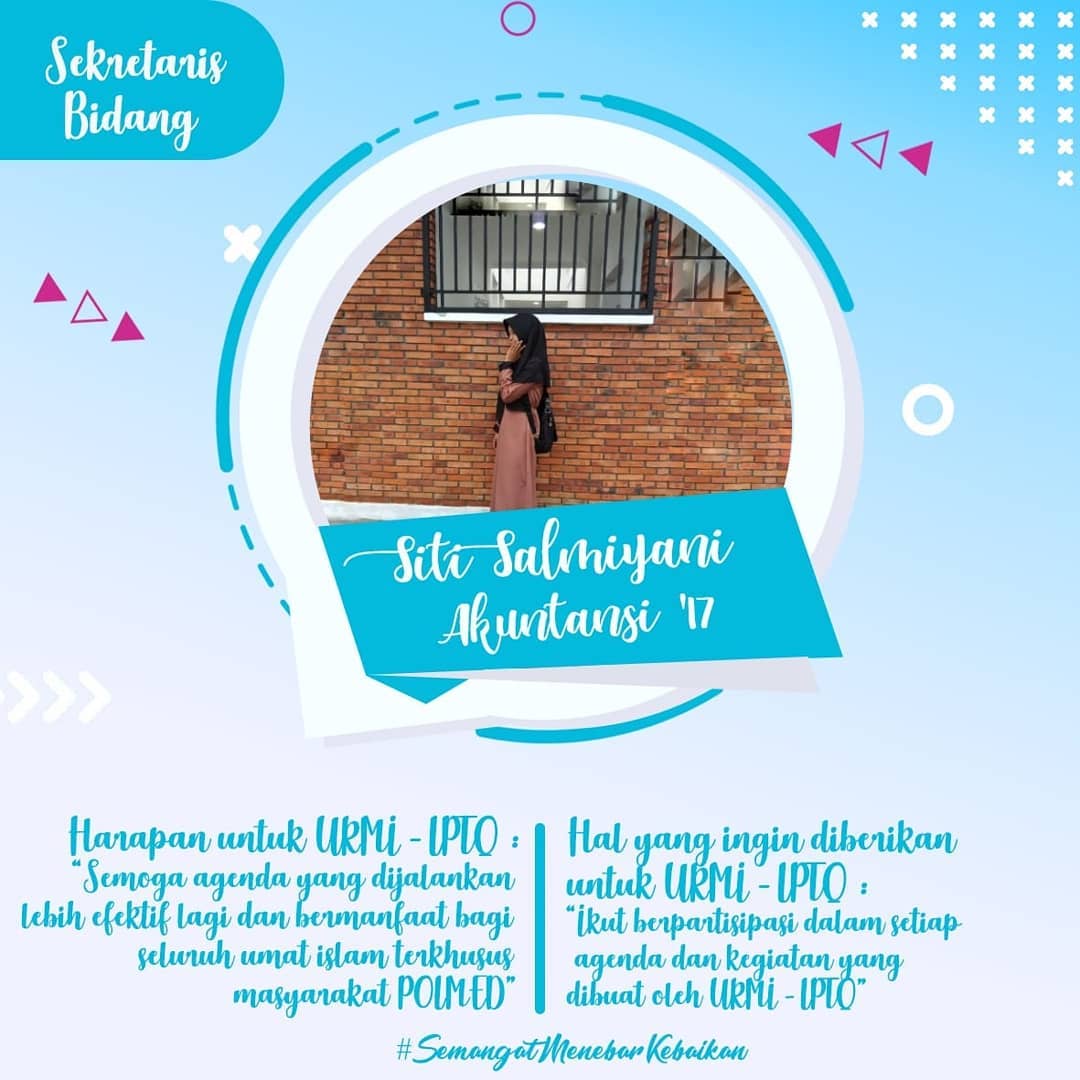 Sekretaris
Bidang
Siti Salmiyani
Akuntansi '17
Harapan untuk URMI - LPTQ :
"Semoga agenda yang dijalankan
lebih efektif lagi dan bermanfaat bagi
seluruh umat islam terkhusus
masyarakat POLMED"
Hal yang ingin diberikan
untuk URMI - LPTQ :
"Ikut berpartisipasi dalam setiap
agenda dan kegiatan yang
dibuat oleh URMI - LPTQ"
#SemangatMenebarKebaikan